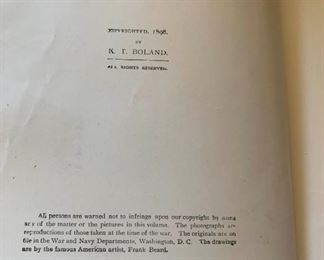 COPYRIGHTED, 1898,
BY
K. T. BOLAND.
ALL RIGHTS RESERVED.
All persons are warned not to infringe upon our copyright by using
any of the matter or the pictures in this volume. The photographs are
reproductions of those taken at the time of the war. The originals are on
file in the War and Navy Departments, Washington, D. C. The drawings
are by the famous American artist, Frank Beard.